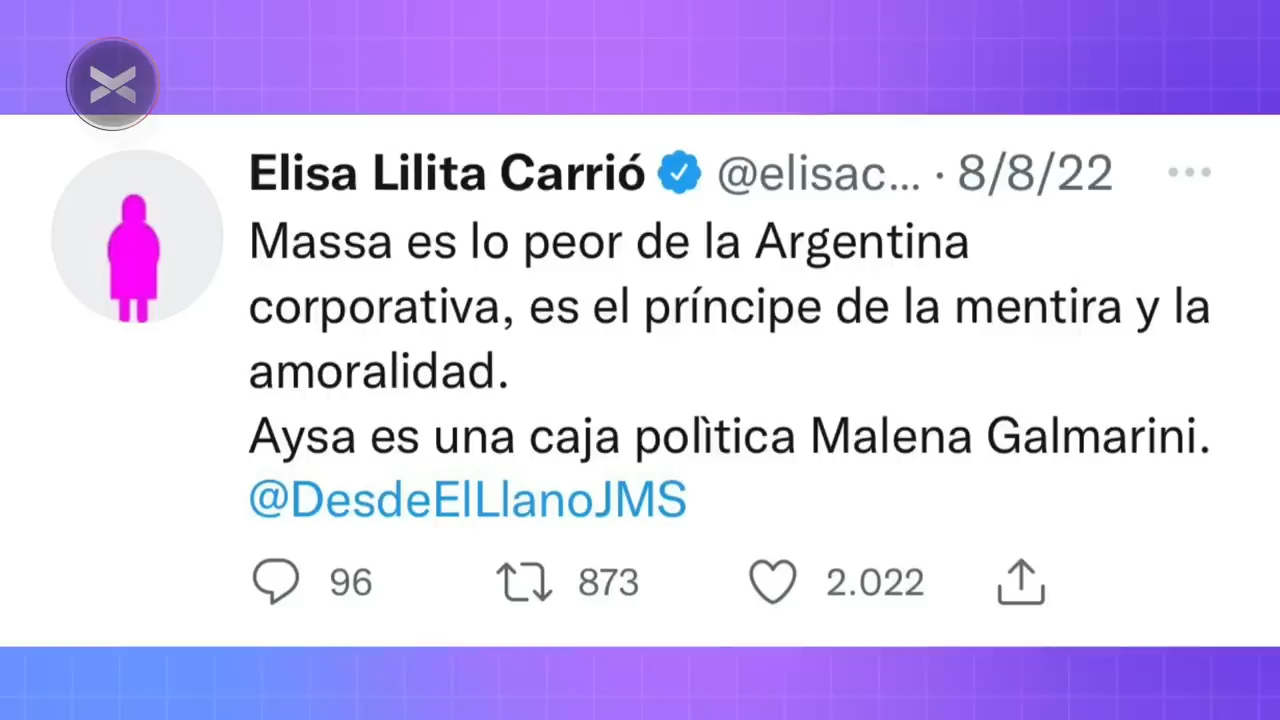 Elisa Lilita Carrió @elisac... · 8/8/22
Massa es lo peor de la Argentina
corporativa, es el príncipe de la mentira y la
amoralidad.
Aysa es una caja polìtica Malena Galmarini.
@DesdeElLlanoJMS
96 873 2.022